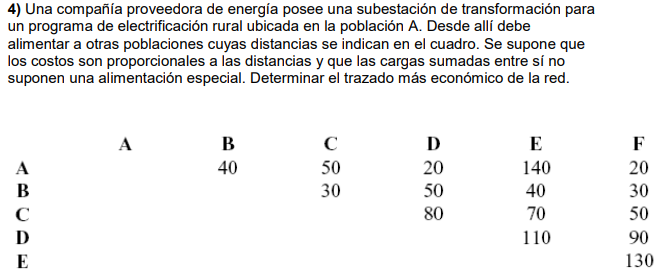 4) Una compañía proveedora de energía posee una subestación de transformación para
un programa de electrificación rural ubicada en la población A. Desde allí debe
alimentar a otras poblaciones cuyas distancias se indican en el cuadro. Se supone que
los costos son proporcionales a las distancias y que las cargas sumadas entre sí no
suponen una alimentación especial. Determinar el trazado más económico de la red.
A B C D E F
A 40 50 20 140 20
B 30 50 40 30
C 80 70 50
D 110 90
E 130